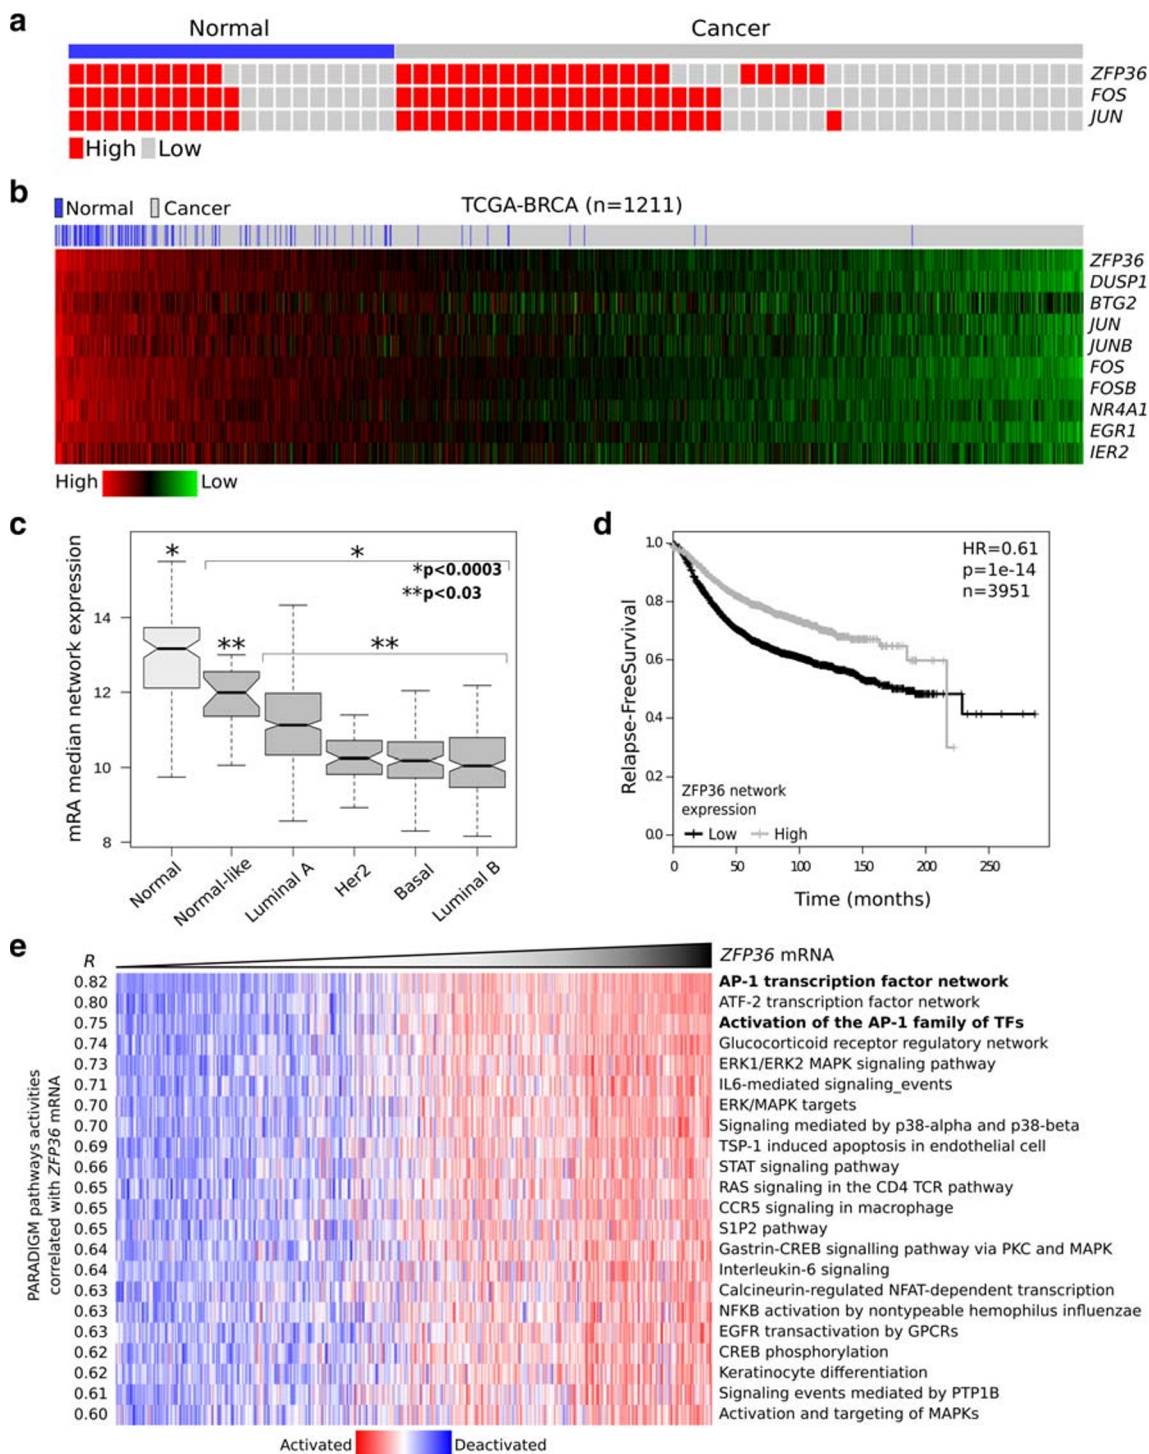 a
Normal Cancer
ZFP36
FOS
JUN
High Low
b
Normal Cancer TCGA-BRCA (n=1211)
ZFP36
DUSP1
BTG2
JUN
JUNB
FOS
FOSB
NR4A1
EGR1
IER2
High Low
c
mRA median network expression
14
12
10
8
* *
*p<0.0003
**p<0.03
** **
Normal
Normal-like
Luminal A
Her2
Basal
Luminal B
d
Relapse-FreeSurvival
1.0
0.8
0.6
0.4
0.2
0.0
HR=0.61
p=1e-14
n=3951
ZFP36 network
expression
Low High
0 50 100 150 200 250
Time (months)
e
R ZFP36 mRNA
PARADIGM pathways activities
correlated with ZFP36 mRNA
0.82 AP-1 transcription factor network
0.80 ATF-2 transcription factor network
0.75 Activation of the AP-1 family of TFs
0.74 Glucocorticoid receptor regulatory network
0.73 ERK1/ERK2 MAPK signaling pathway
0.71 IL6-mediated signaling_events
0.70 ERK/MAPK targets
0.70 Signaling mediated by p38-alpha and p38-beta
0.69 TSP-1 induced apoptosis in endothelial cell
0.66 STAT signaling pathway
0.65 RAS signaling in the CD4 TCR pathway
0.65 CCR5 signaling in macrophage
0.65 S1P2 pathway
0.64 Gastrin-CREB signalling pathway via PKC and MAPK
0.64 Interleukin-6 signaling
0.63 Calcineurin-regulated NFAT-dependent transcription
0.63 NFKB activation by nontypeable hemophilus influenzae
0.63 EGFR transactivation by GPCRs
0.62 CREB phosphorylation
0.62 Keratinocyte differentiation
0.61 Signaling events mediated by PTP1B
0.60 Activation and targeting of MAPKs
Activated Deactivated